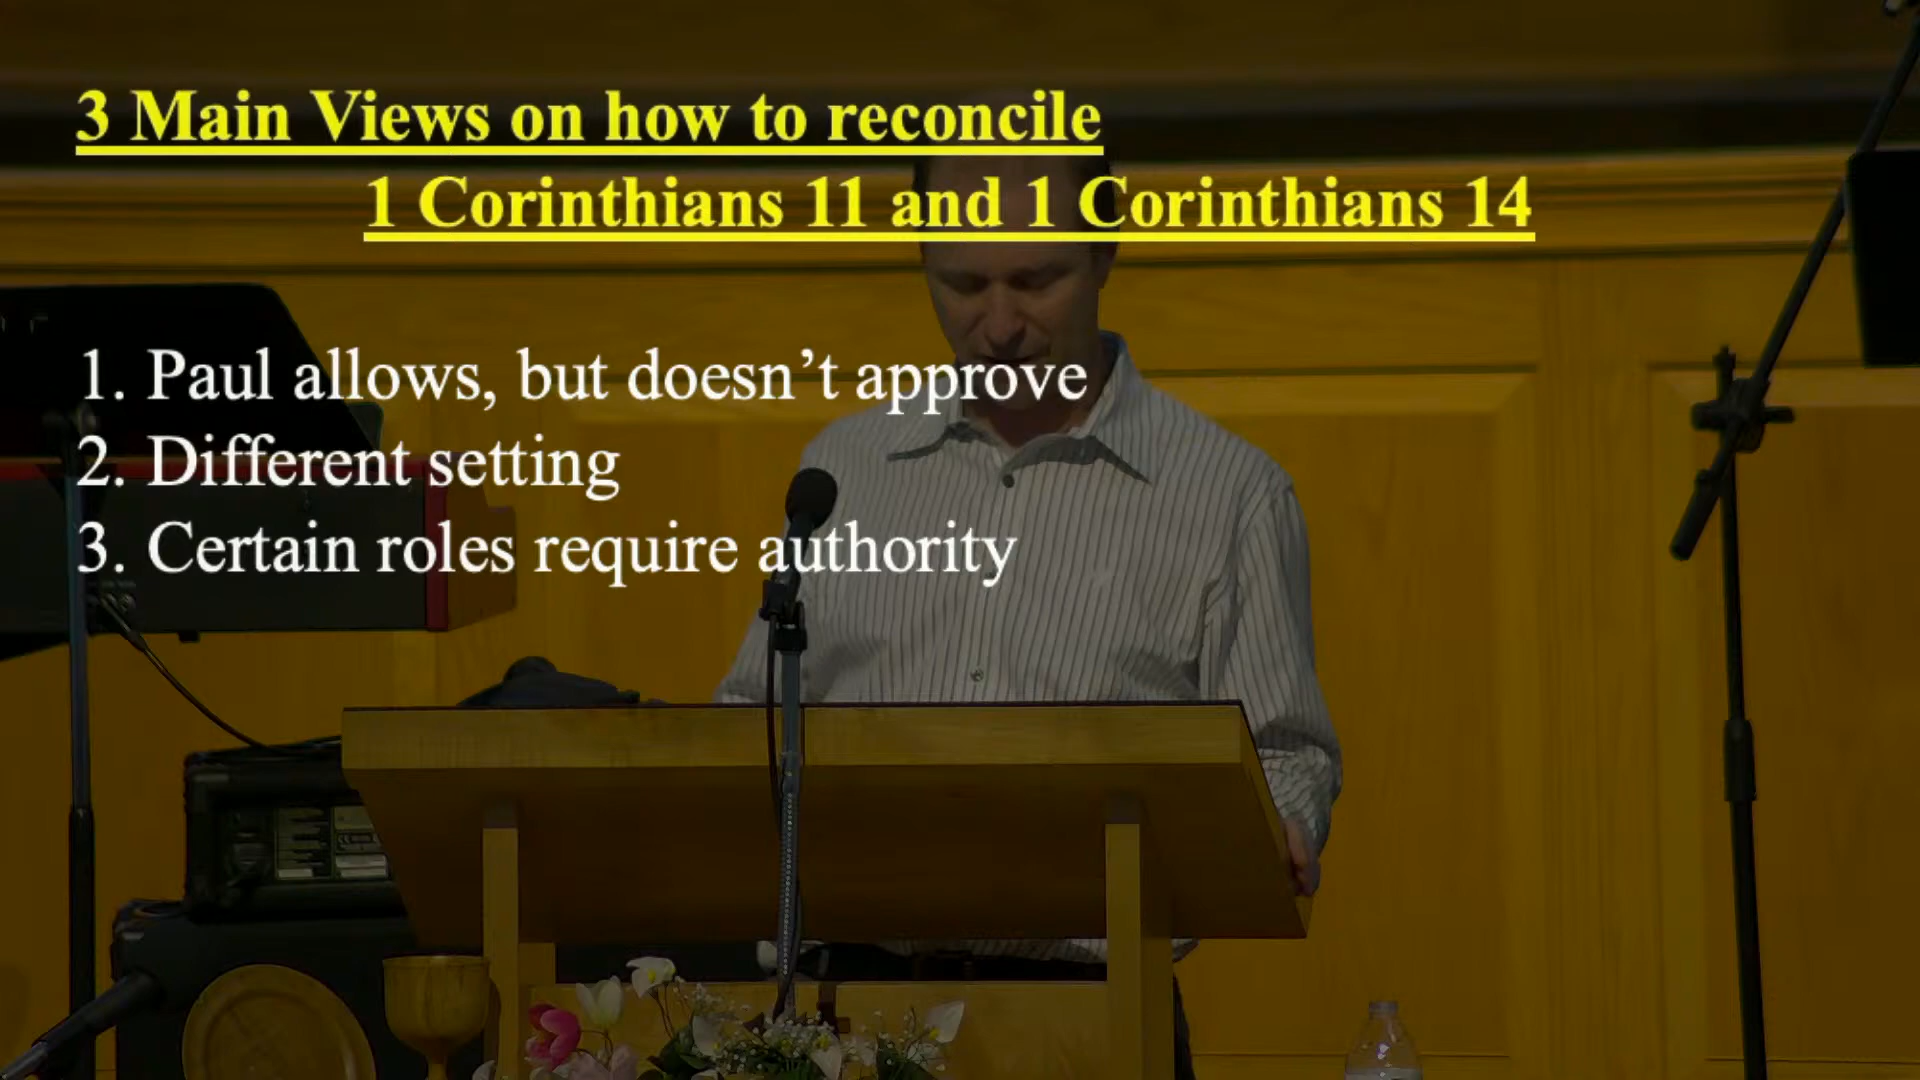 3 Main Views on how to reconcile
1 Corinthians 11 and 1 Corinthians 14
1. Paul allows, but doesn’t approve
2. Different setting
3. Certain roles require authority